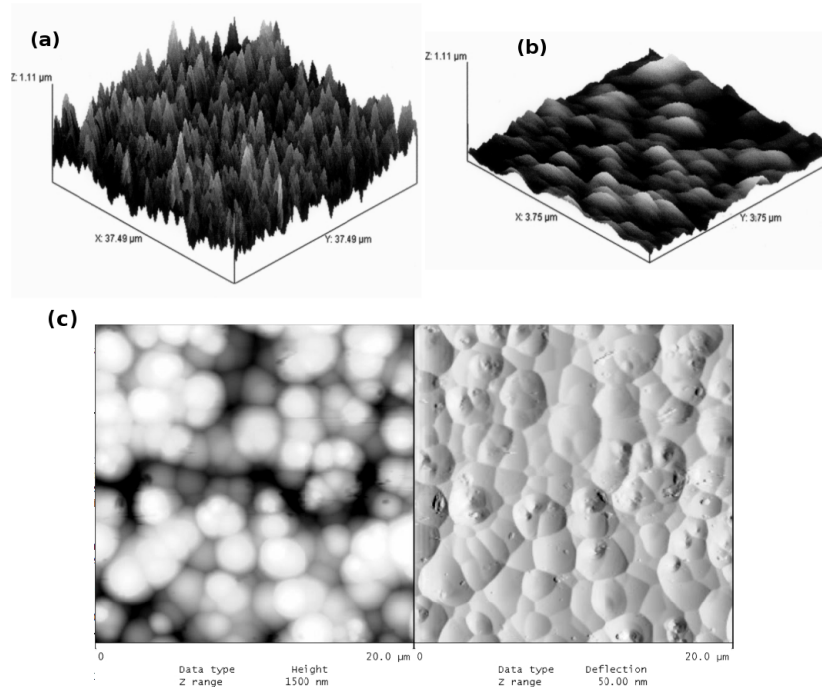 (a)
Z: 1.11 µm
X: 37.49 µm
Y: 37.49 µm
(b)
Z: 1.11 µm
X: 3.75 µm
Y: 3.75 µm
(c)
0 20.0 µm
Data type Height
Z range 1500 nm
0 20.0 µm
Data type Deflection
Z range 50.00 nm